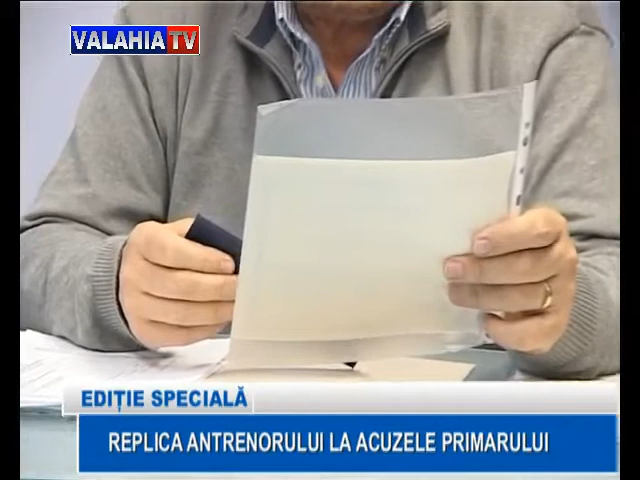 VALAHIA TV
EDIȚIE SPECIALĂ
REPLICA ANTRENORULUI LA ACUZELE PRIMARULUI